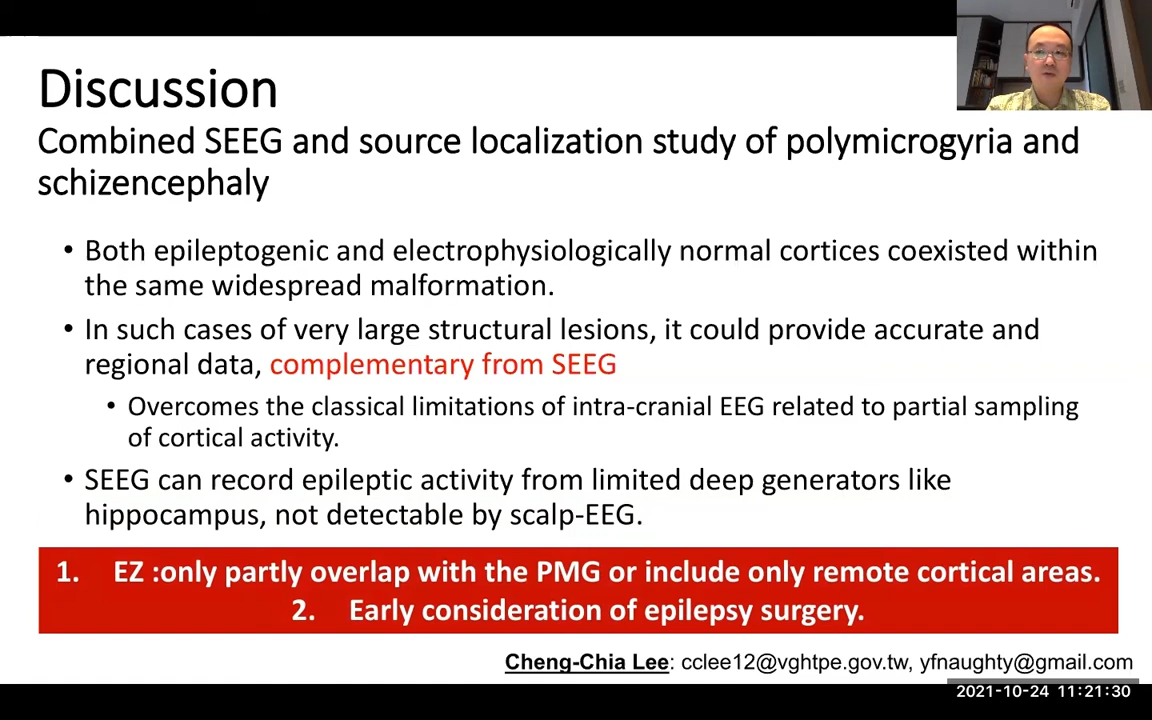 Discussion
Combined SEEG and source localization study of polymicrogyria and
schizencephaly
• Both epileptogenic and electrophysiologically normal cortices coexisted within
the same widespread malformation.
• In such cases of very large structural lesions, it could provide accurate and
regional data, complementary from SEEG
• Overcomes the classical limitations of intra-cranial EEG related to partial sampling
of cortical activity.
• SEEG can record epileptic activity from limited deep generators like
hippocampus, not detectable by scalp-EEG.
1. EZ :only partly overlap with the PMG or include only remote cortical areas.
2. Early consideration of epilepsy surgery.
Cheng-Chia Lee: cclee12@vghtpe.gov.tw, yfnaughty@gmail.com
2021-10-24 11:21:30